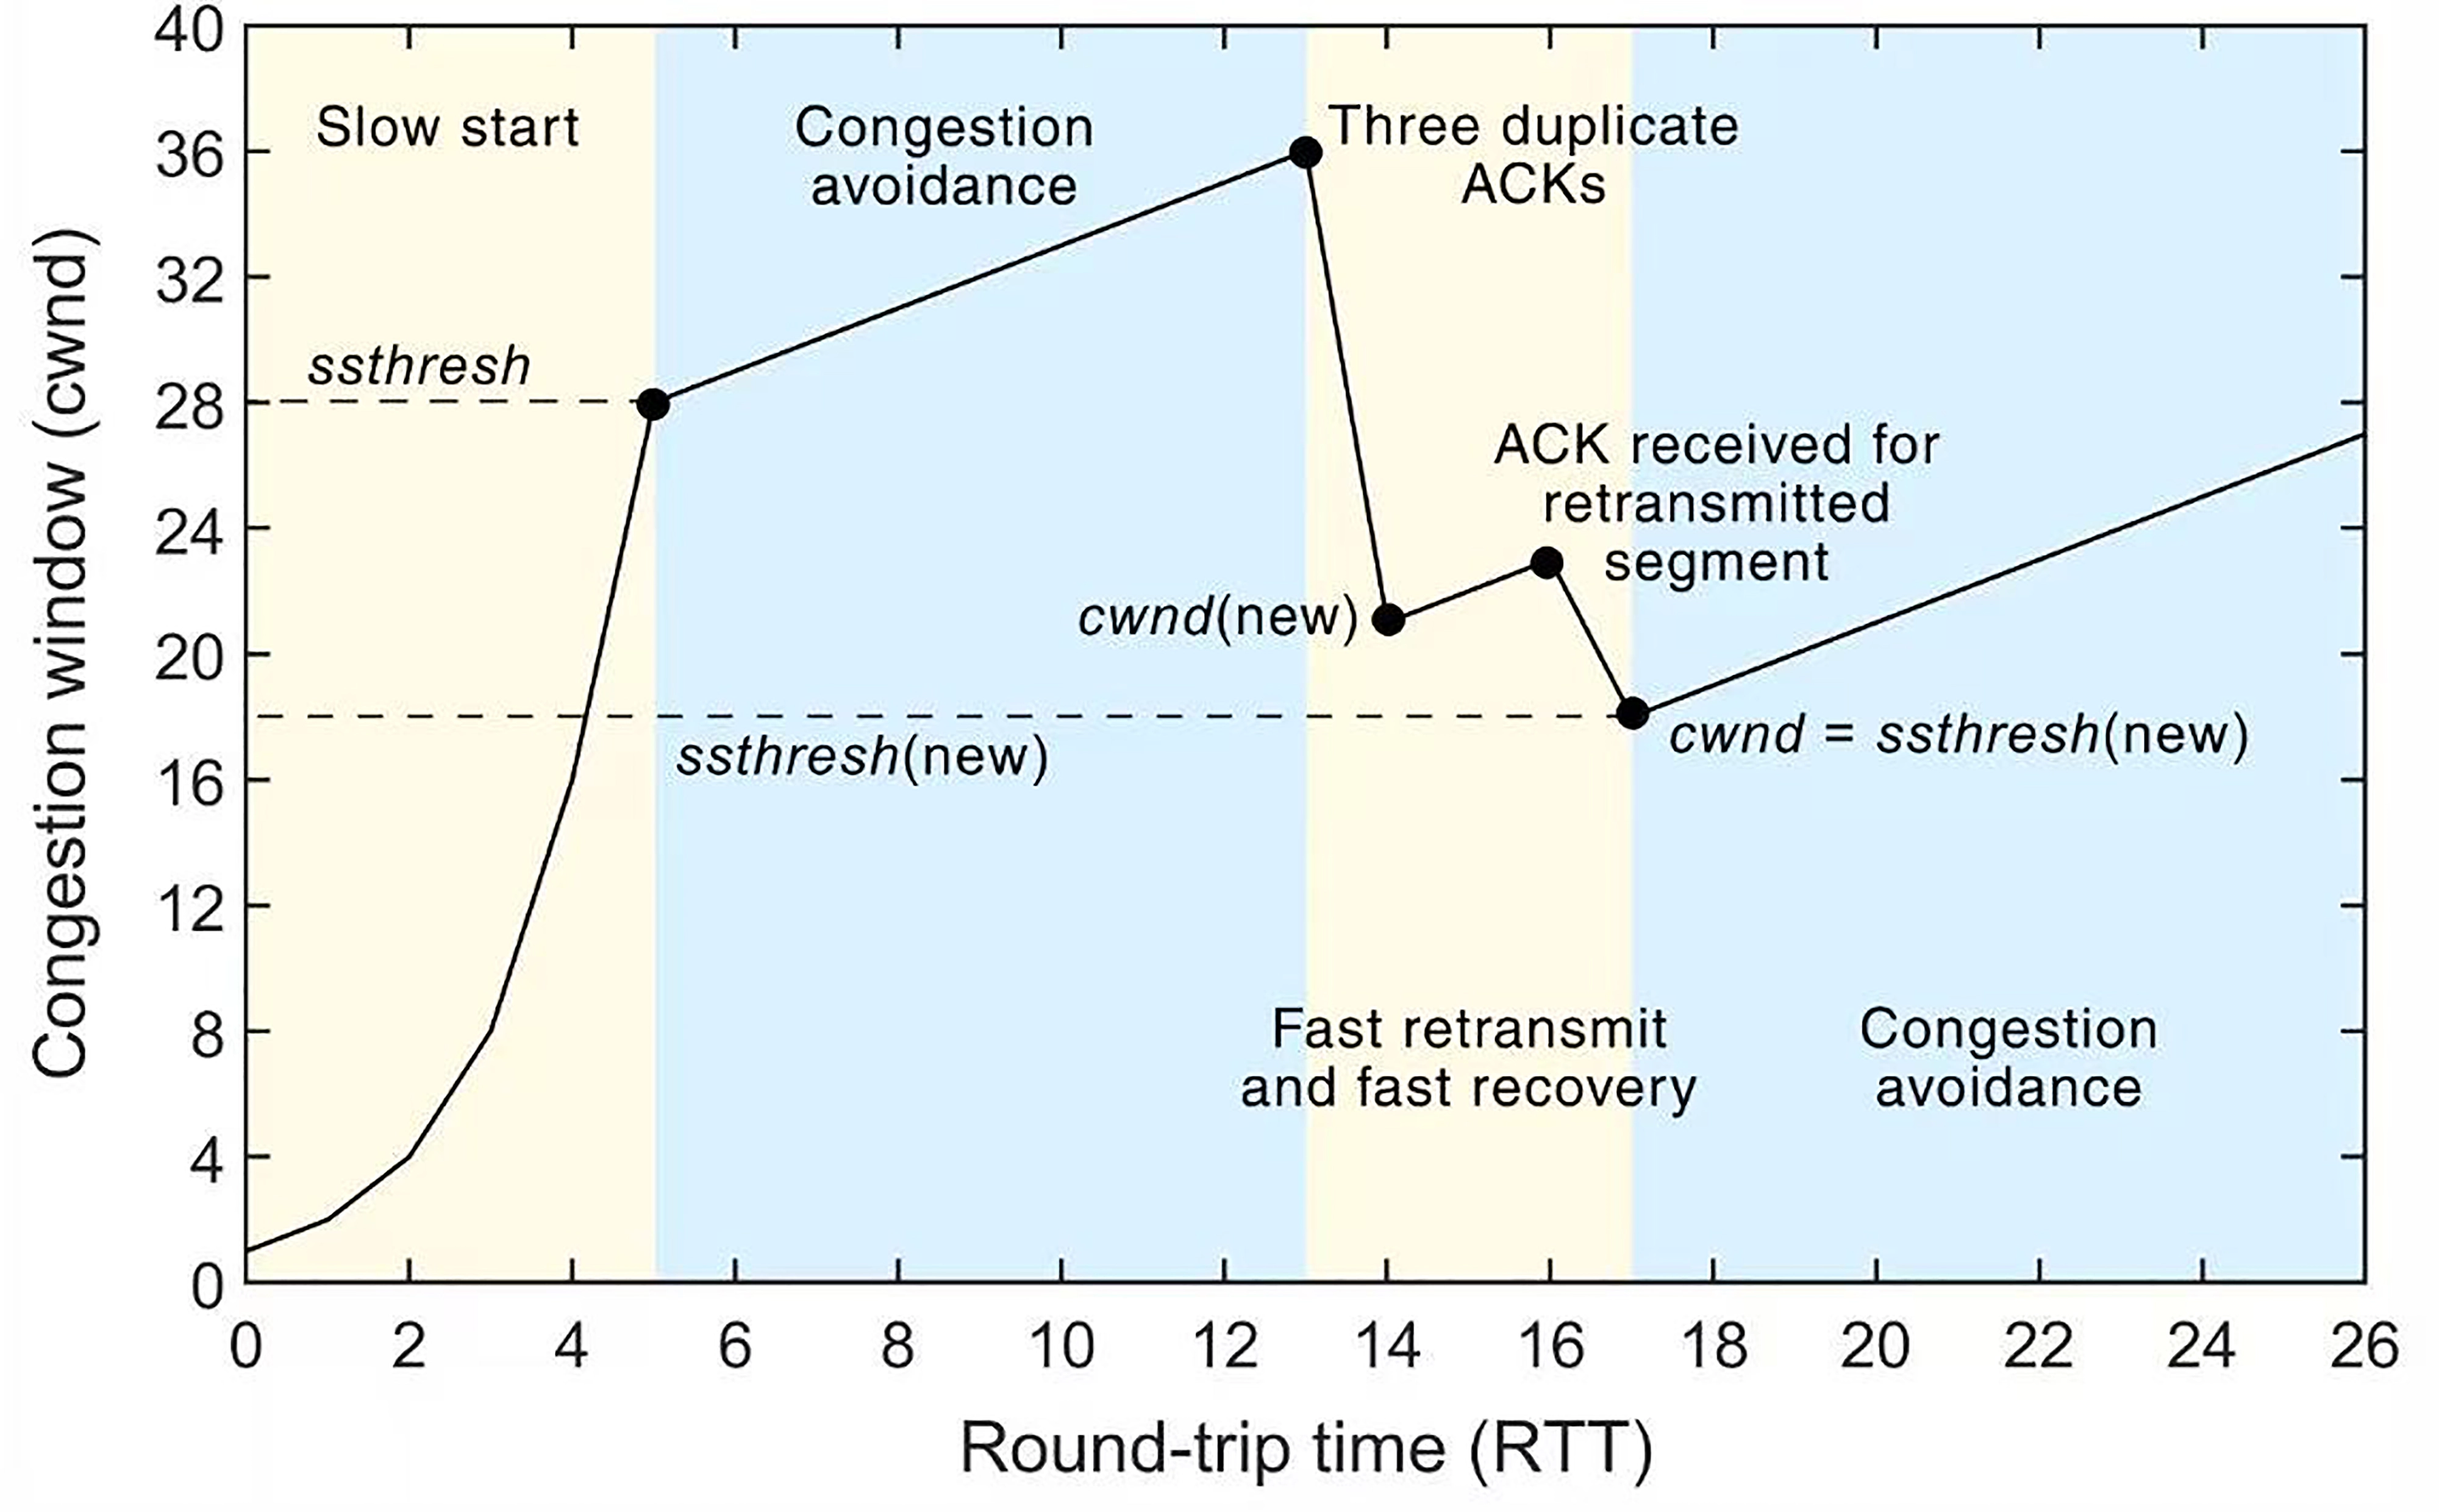 40
36
32
28
24
20
16
12
8
4
0
Congestion window (cwnd)
Slow start
Congestion
avoidance
Three duplicate
ACKs
ssthresh
ACK received for
retransmitted
segment
cwnd(new)
ssthresh(new)
cwnd = ssthresh(new)
Fast retransmit
and fast recovery
Congestion
avoidance
0 2 4 6 8 10 12 14 16 18 20 22 24 26
Round-trip time (RTT)